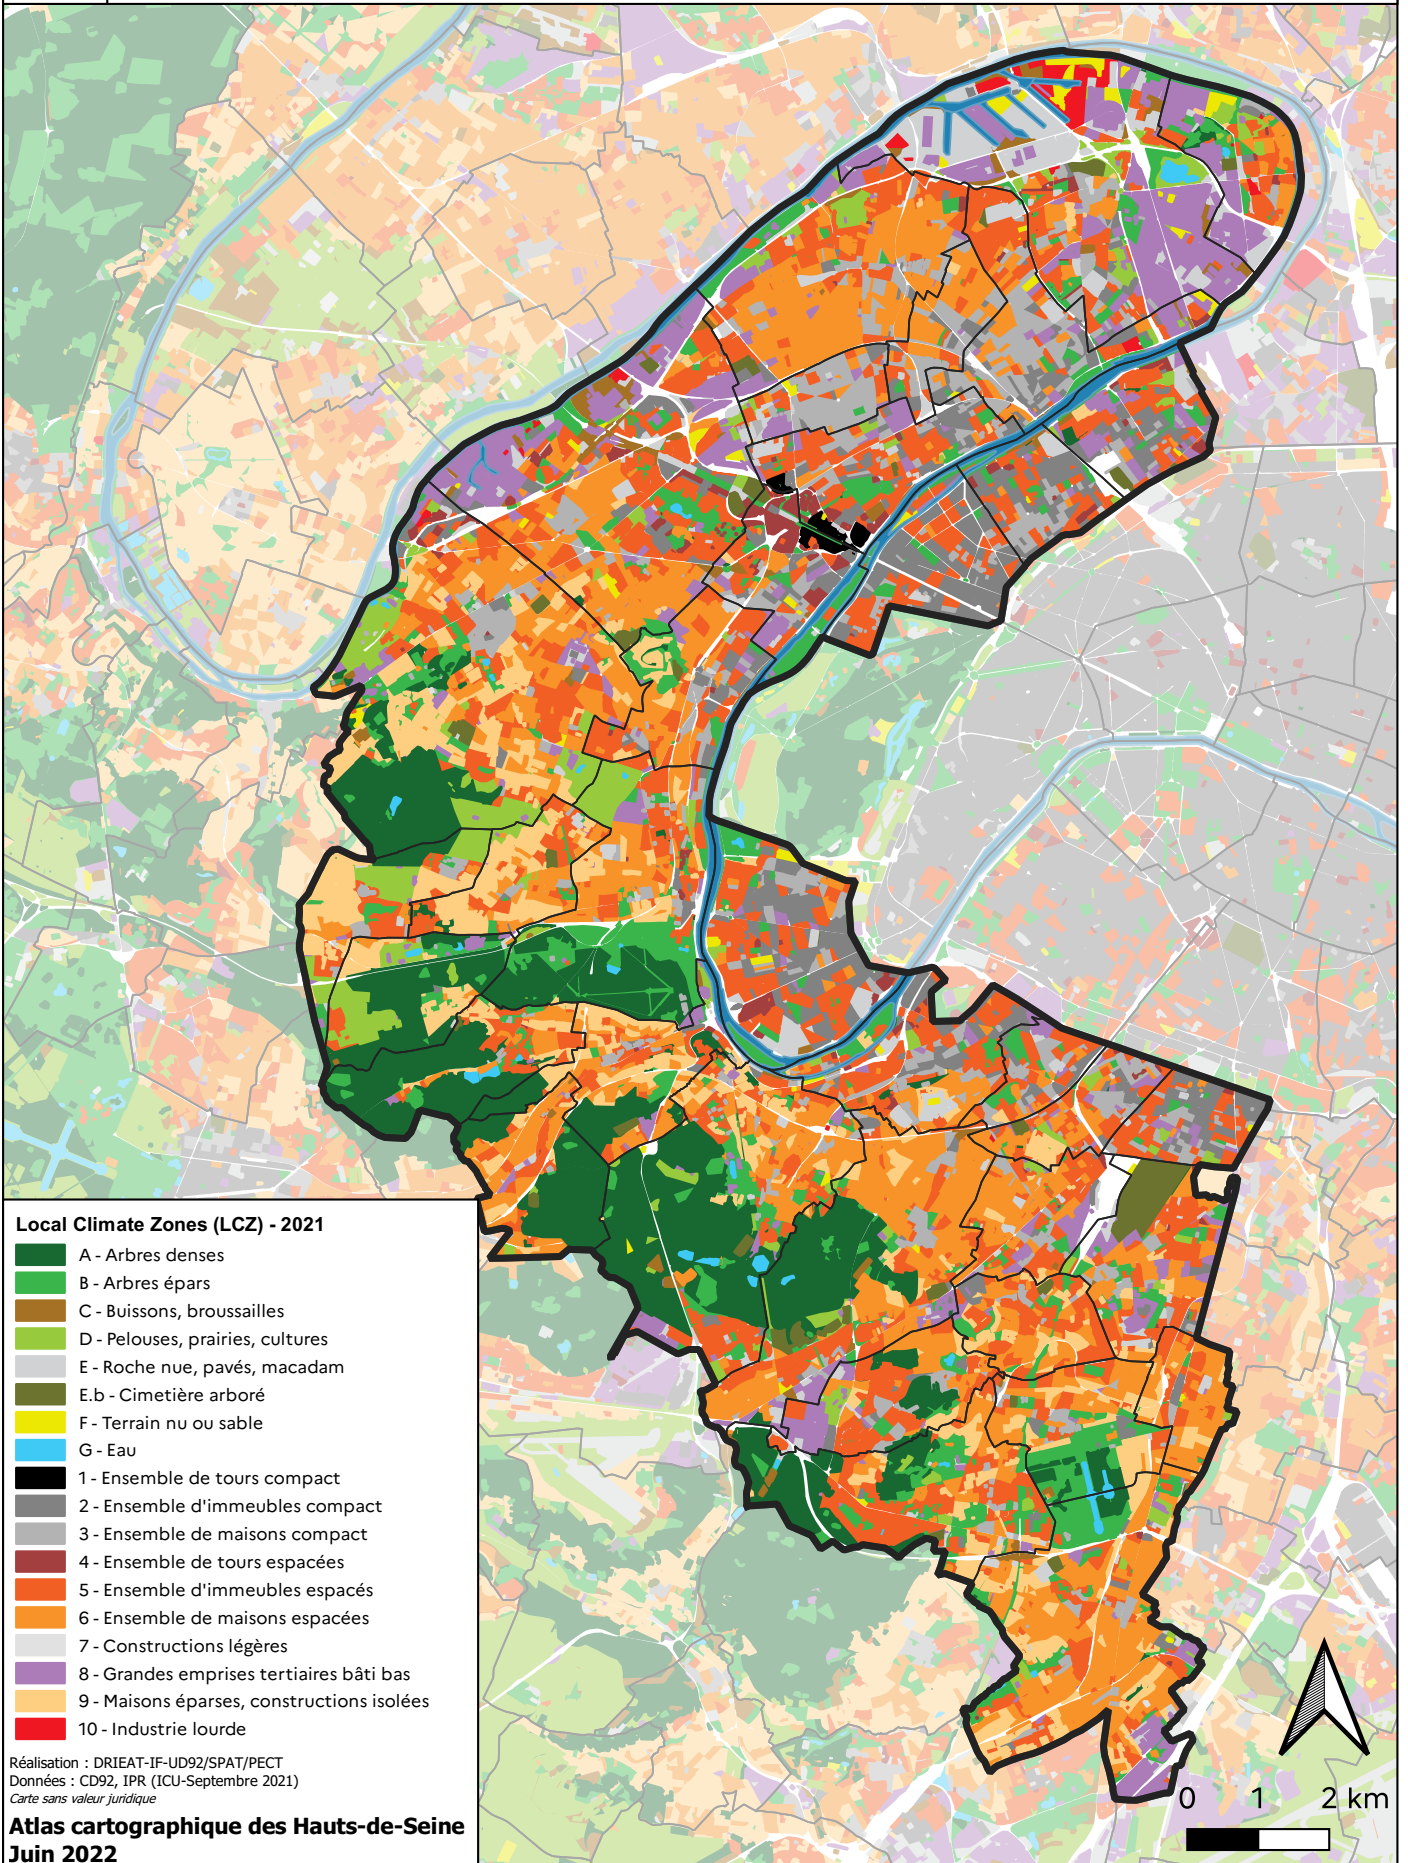 Local Climate Zones (LCZ) - 2021
A - Arbres denses
B - Arbres épars
C - Buissons, broussailles
D - Pelouses, prairies, cultures
E - Roche nue, pavés, macadam
E.b - Cimetière arboré
F - Terrain nu ou sable
G - Eau
1 - Ensemble de tours compact
2 - Ensemble d'immeubles compact
3 - Ensemble de maisons compact
4 - Ensemble de tours espacées
5 - Ensemble d'immeubles espacés
6 - Ensemble de maisons espacées
7 - Constructions légères
8 - Grandes emprises tertiaires bâti bas
9 - Maisons éparses, constructions isolées
10 - Industrie lourde
Réalisation : DRIEAT-IF-UD92/SPAT/PECT
Données : CD92, IPR (ICU-Septembre 2021)
Carte sans valeur juridique
Atlas cartographique des Hauts-de-Seine
Juin 2022
0 1 2 km